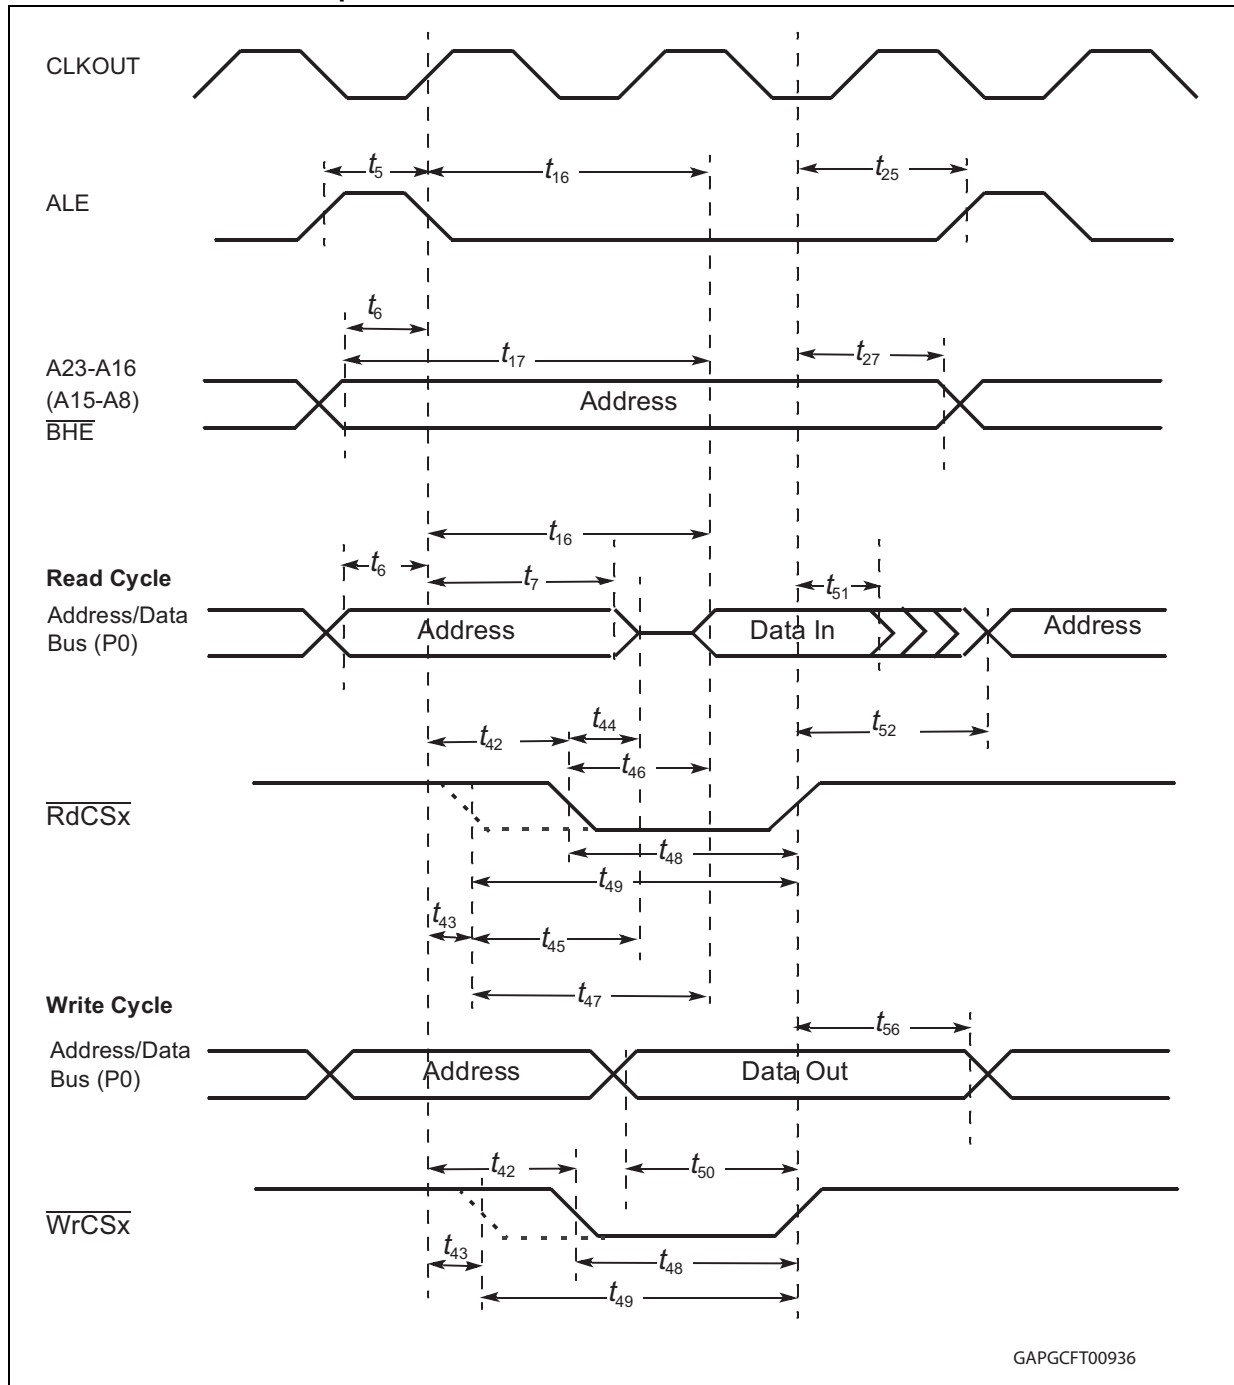 CLKOUT
t5
t16
t25
ALE
t6
t17
t27
A23-A16
(A15-A8)
BHE
Address
t16
t6
t7
t51
Read Cycle
Address/Data
Bus (P0)
Address
Data In
Address
t42
t44
t52
t46
RdCSx
t48
t49
t43
t45
t47
Write Cycle
t56
Address/Data
Bus (P0)
Address
Data Out
t42
t50
WrCSx
t43
t48
t49
GAPGCFT00936